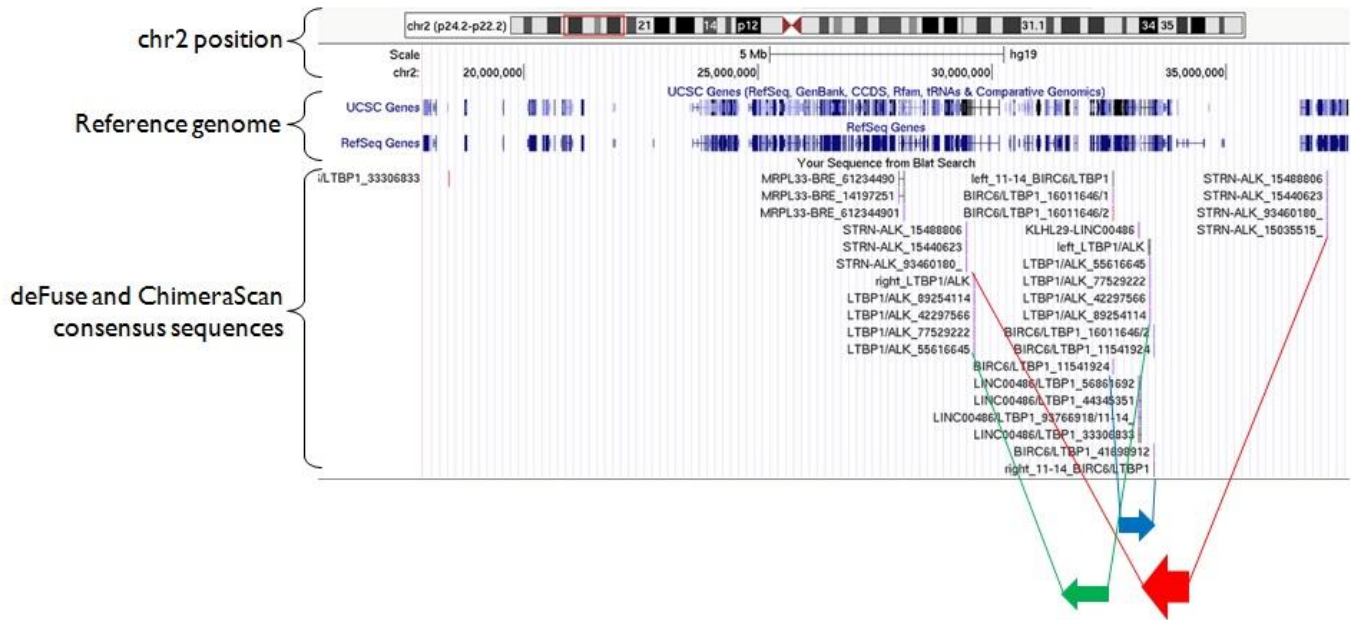 chr2 position
chr2 (p24.2-p22.2) 21 14 p12 31.1 34 35
Scale 5 Mb hg19
chr2: 20,000,000 25,000,000 30,000,000 35,000,000
Reference genome
UCSC Genes (RefSeq, GenBank, CCDS, Rfam, tRNAs & Comparative Genomics)
UCSC Genes
RefSeq Genes
RefSeq Genes
Your Sequence from Blat Search
deFuse and ChimeraScan
consensus sequences
/LTBP1_33306833 MRPL33-BRE_61234490 left_11-14_BIRC6/LTBP1 STRN-ALK_15488806
MRPL33-BRE_14197251 BIRC6/LTBP1_16011646/1 STRN-ALK_15440623
MRPL33-BRE_612344901 BIRC6/LTBP1_16011646/2 STRN-ALK_93460180_
STRN-ALK_15488806 KLHL29-LINC00486 STRN-ALK_15035515_
STRN-ALK_15440623 left_LTBP1/ALK
STRN-ALK_93460180_ LTBP1/ALK_55616645
right_LTBP1/ALK LTBP1/ALK_77529222
LTBP1/ALK_89254114 LTBP1/ALK_42297566
LTBP1/ALK_42297566 LTBP1/ALK_89254114
LTBP1/ALK_77529222 BIRC6/LTBP1_16011646/2
LTBP1/ALK_55616645 BIRC6/LTBP1_11541924
BIRC6/LTBP1_11541924
LINC00486/LTBP1_56861692
LINC00486/LTBP1_44345351
LINC00486/LTBP1_93766918/11-14_
LINC00486/LTBP1_33306833
BIRC6/LTBP1_41898912
right_11-14_BIRC6/LTBP1